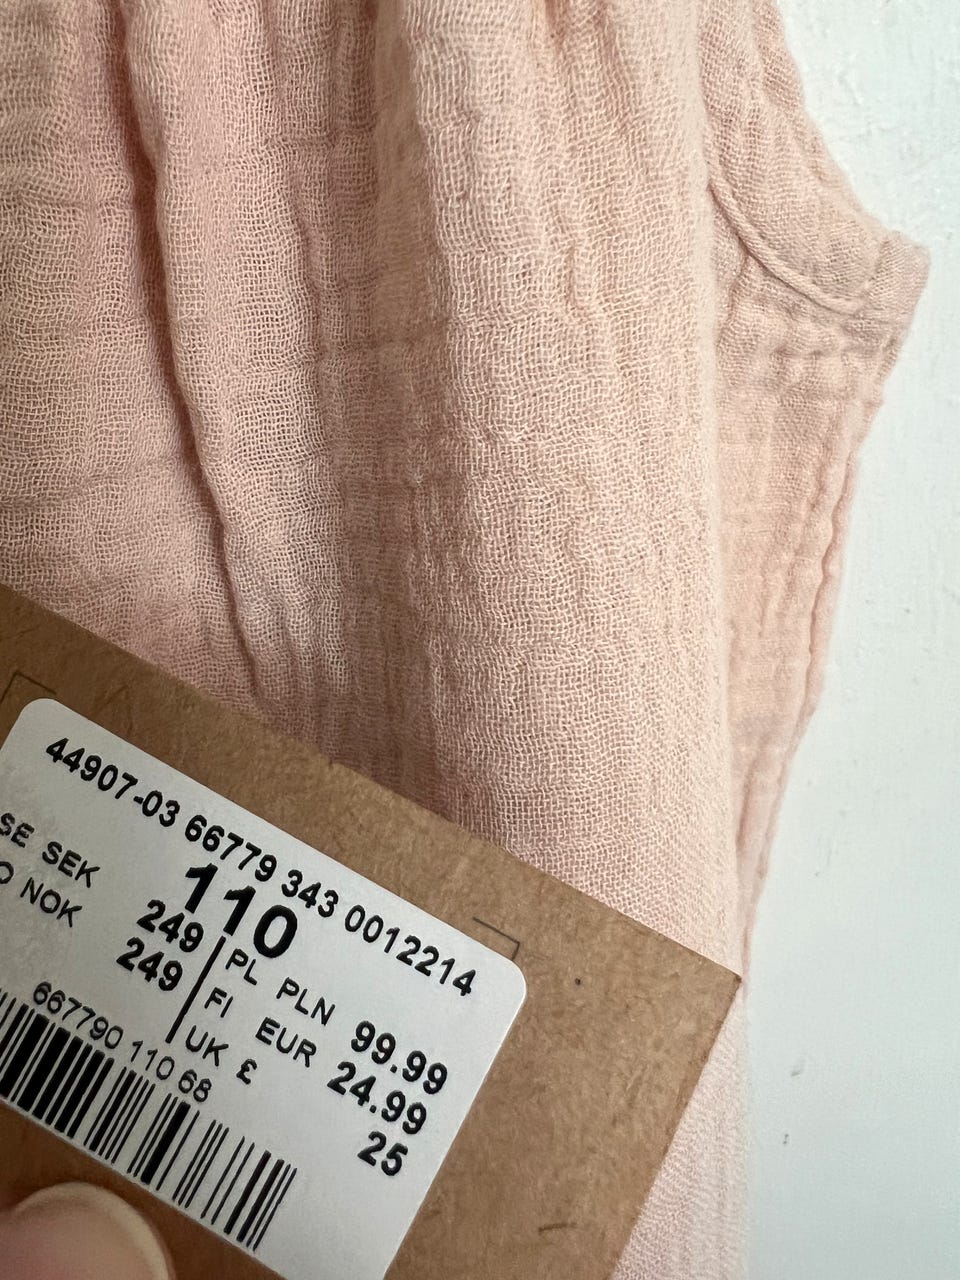 44907-03 66779 343 0012214
110
SE SEK 249
NOK 249
PL PLN 99.99
FI EUR 24.99
UK £ 25
667790 110 68